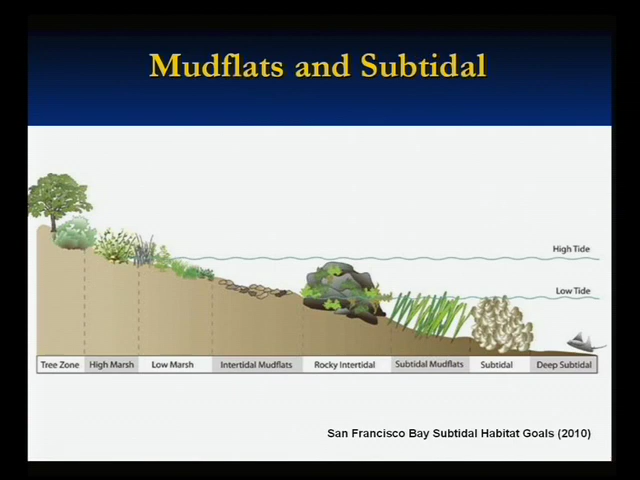 Mudflats and Subtidal
High Tide
Low Tide
Tree Zone
High Marsh
Low Marsh
Intertidal Mudflats
Rocky Intertidal
Subtidal Mudflats
Subtidal
Deep Subtidal
San Francisco Bay Subtidal Habitat Goals (2010)